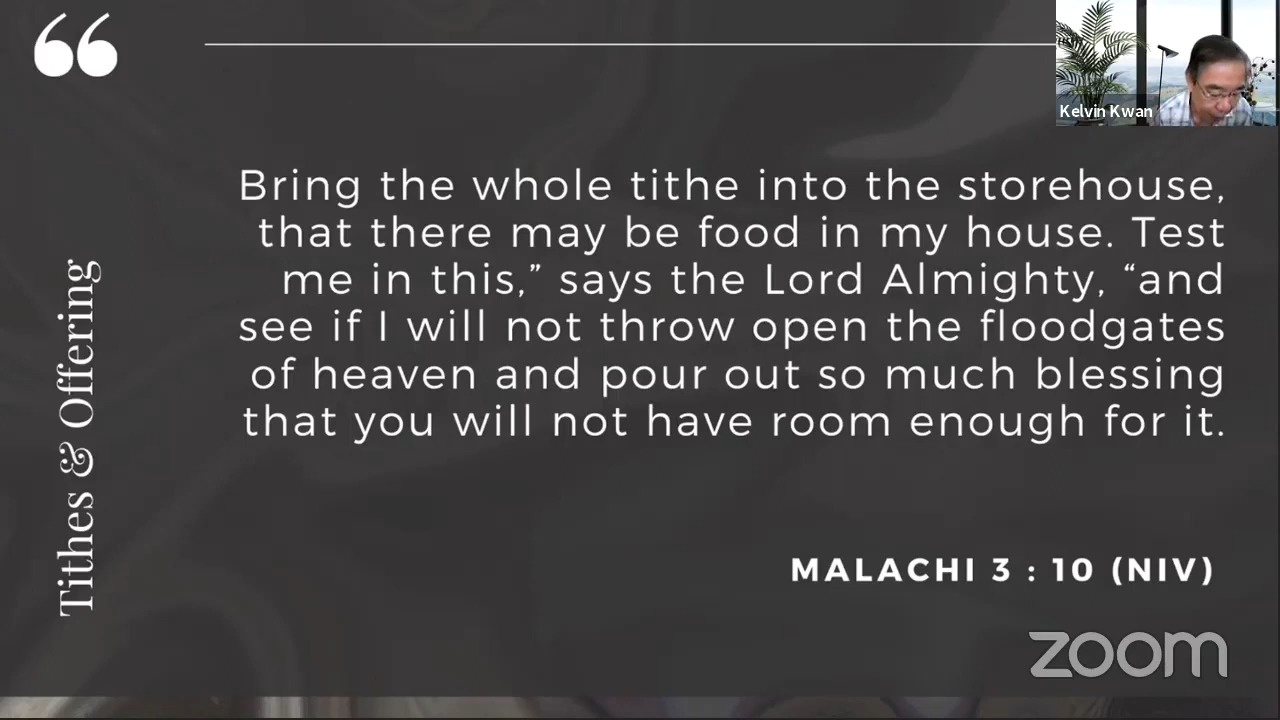 “
Kelvin Kwan
Bring the whole tithe into the storehouse,
that there may be food in my house. Test
me in this,” says the Lord Almighty, “and
see if I will not throw open the floodgates
of heaven and pour out so much blessing
that you will not have room enough for it.
Tithes & Offering
MALACHI 3 : 10 (NIV)
zoom